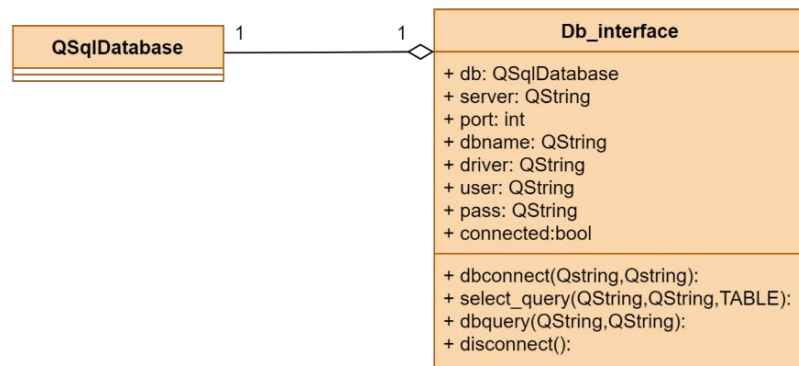 QSqlDatabase
1
1
Db_interface
+ db: QSqlDatabase
+ server: QString
+ port: int
+ dbname: QString
+ driver: QString
+ user: QString
+ pass: QString
+ connected:bool
+ dbconnect(Qstring,Qstring):
+ select_query(QString,QString,TABLE):
+ dbquery(QString,QString):
+ disconnect():